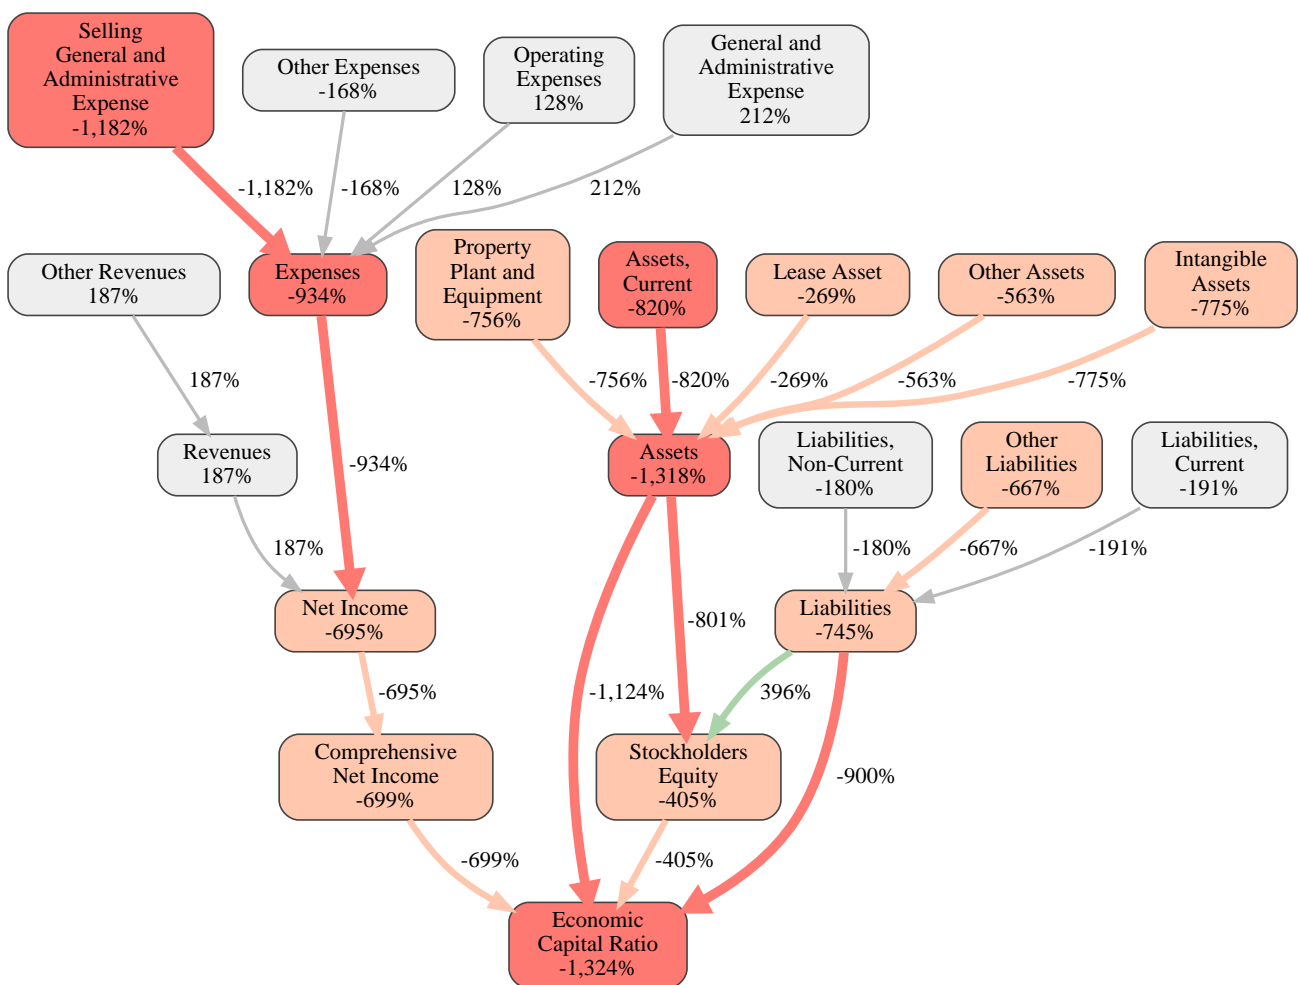 Selling
General and
Administrative
Expense
-1,182%
Other Expenses
-168%
Operating
Expenses
128%
General and
Administrative
Expense
212%
-1,182%
-168%
128%
212%
Other Revenues
187%
Expenses
-934%
Property
Plant and
Equipment
-756%
Assets,
Current
-820%
Lease Asset
-269%
Other Assets
-563%
Intangible
Assets
-775%
187%
-756%
-820%
-269%
-563%
-775%
Revenues
187%
-934%
Assets
-1,318%
Liabilities,
Non-Current
-180%
Other
Liabilities
-667%
Liabilities,
Current
-191%
187%
-180%
-667%
-191%
Net Income
-695%
-801%
Liabilities
-745%
-695%
-1,124%
396%
Comprehensive
Net Income
-699%
Stockholders
Equity
-405%
-900%
-699%
-405%
Economic
Capital Ratio
-1,324%